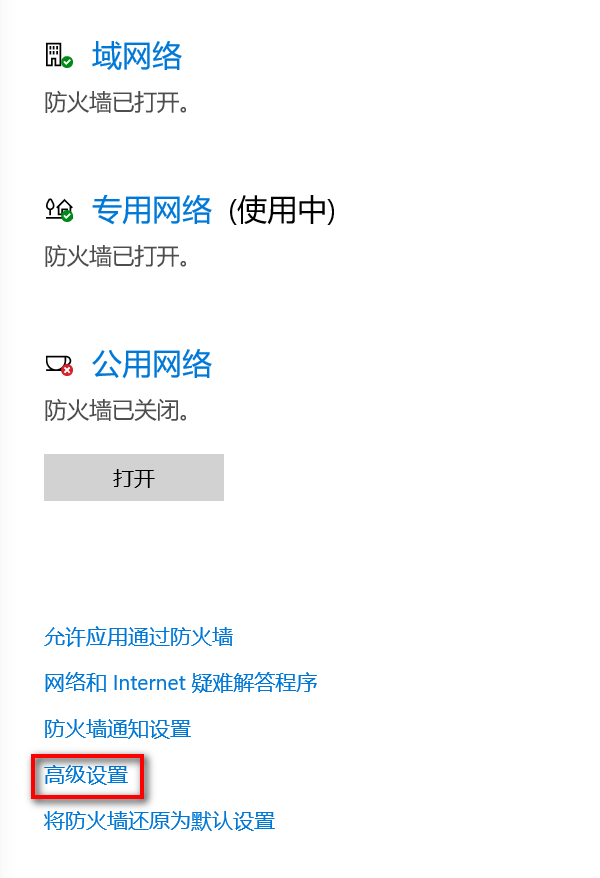 域网络
防火墙已打开。
专用网络 (使用中)
防火墙已打开。
公用网络
防火墙已关闭。
打开
允许应用通过防火墙
网络和 Internet 疑难解答程序
防火墙通知设置
高级设置
将防火墙还原为默认设置